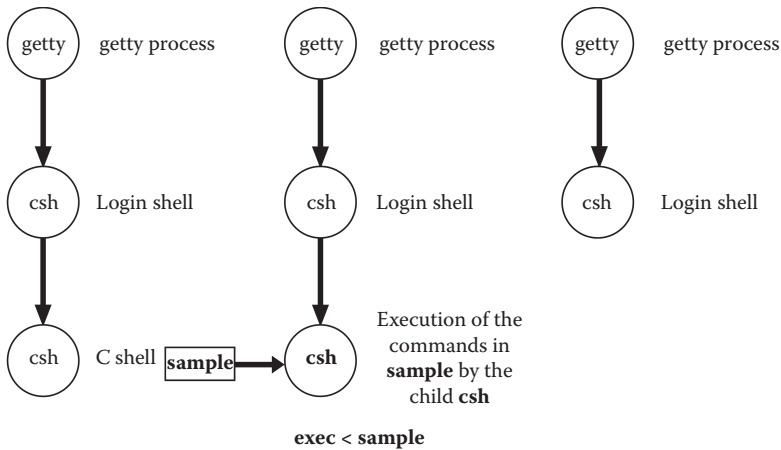 getty getty process getty getty process getty getty process
csh Login shell csh Login shell csh Login shell
csh C shell sample csh
Execution of the
commands in
sample by the
child csh
exec < sample